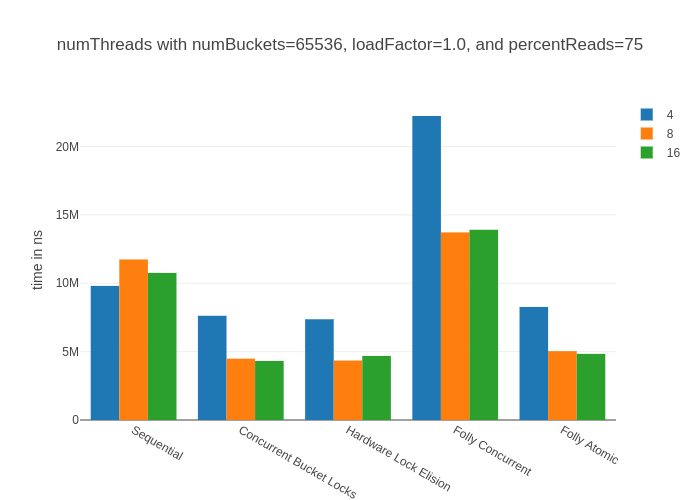 numThreads with numBuckets=65536, loadFactor=1.0, and percentReads=75
4
8
16
time in ns
20M
15M
10M
5M
0
Sequential
Concurrent Bucket Locks
Hardware Lock Elision
Folly Concurrent
Folly Atomic